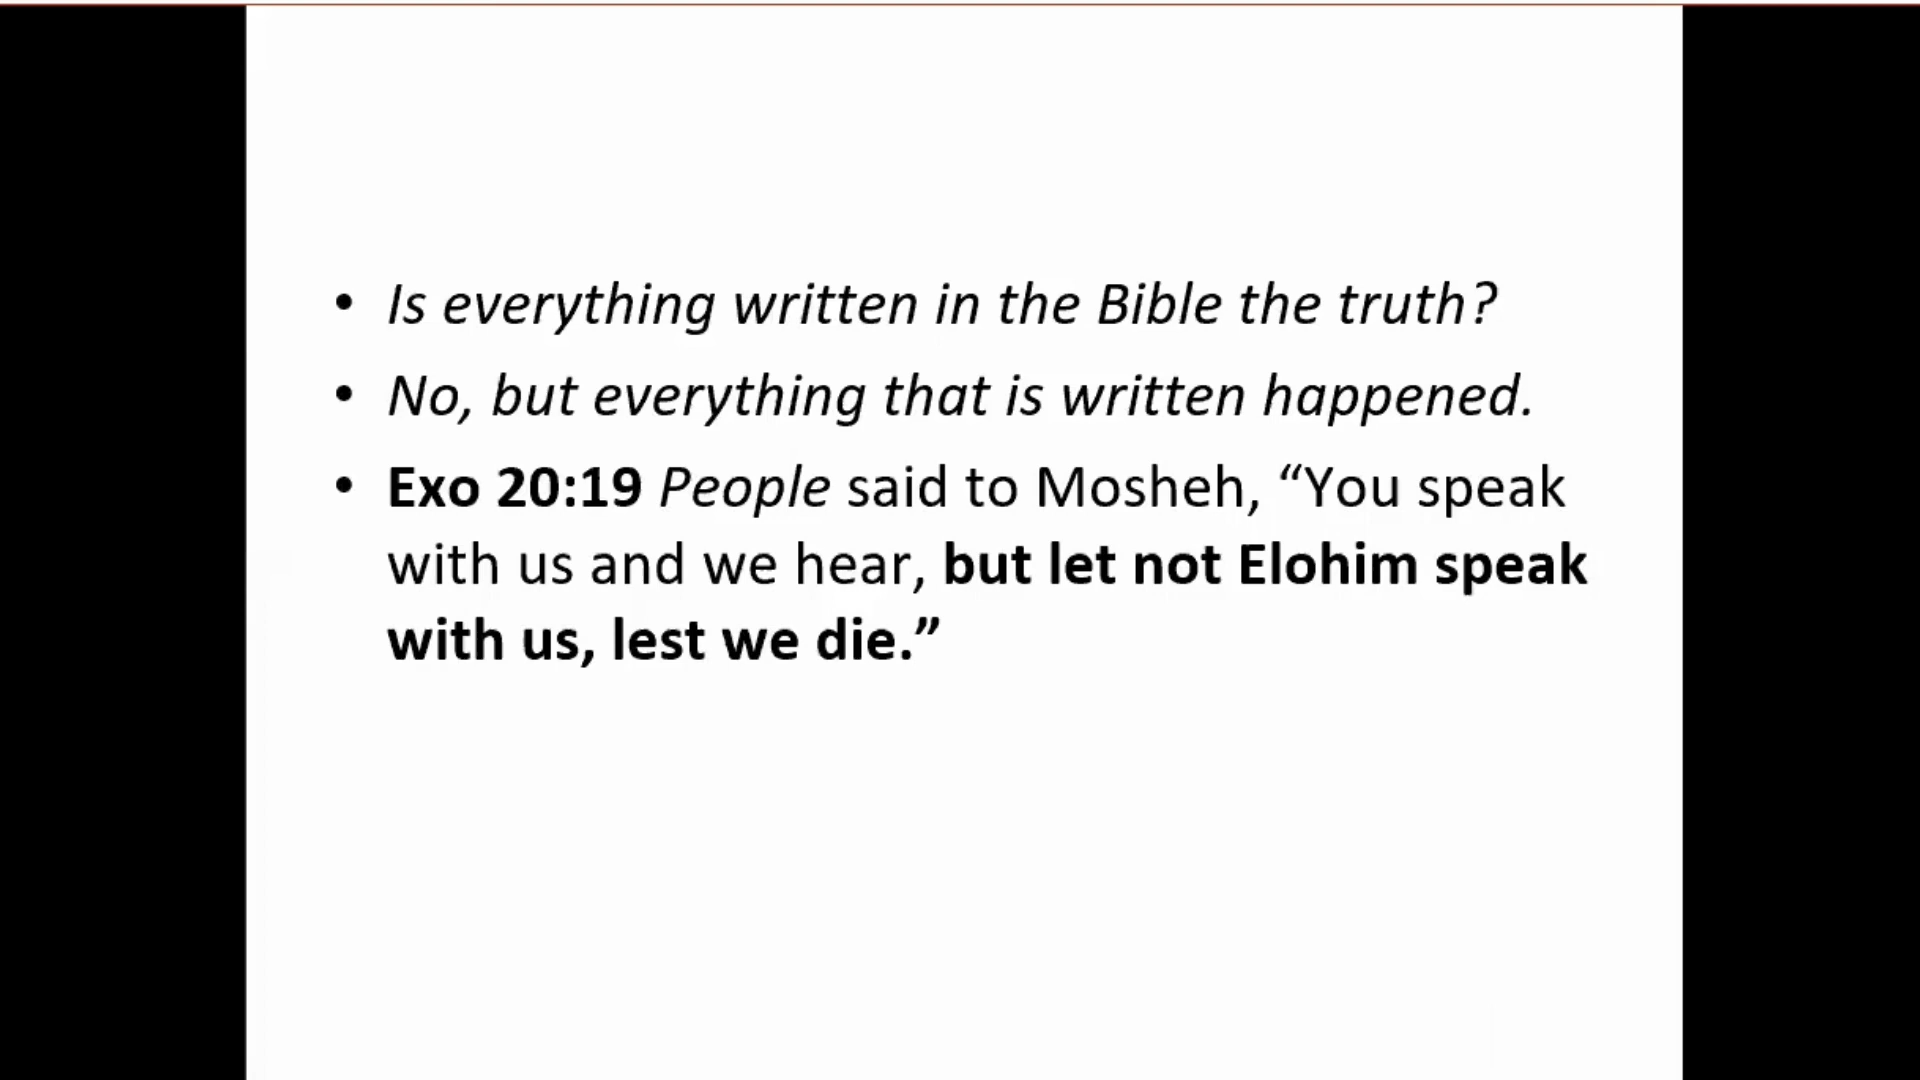 • Is everything written in the Bible the truth?
• No, but everything that is written happened.
• Exo 20:19 People said to Mosheh, “You speak
with us and we hear, but let not Elohim speak
with us, lest we die.”